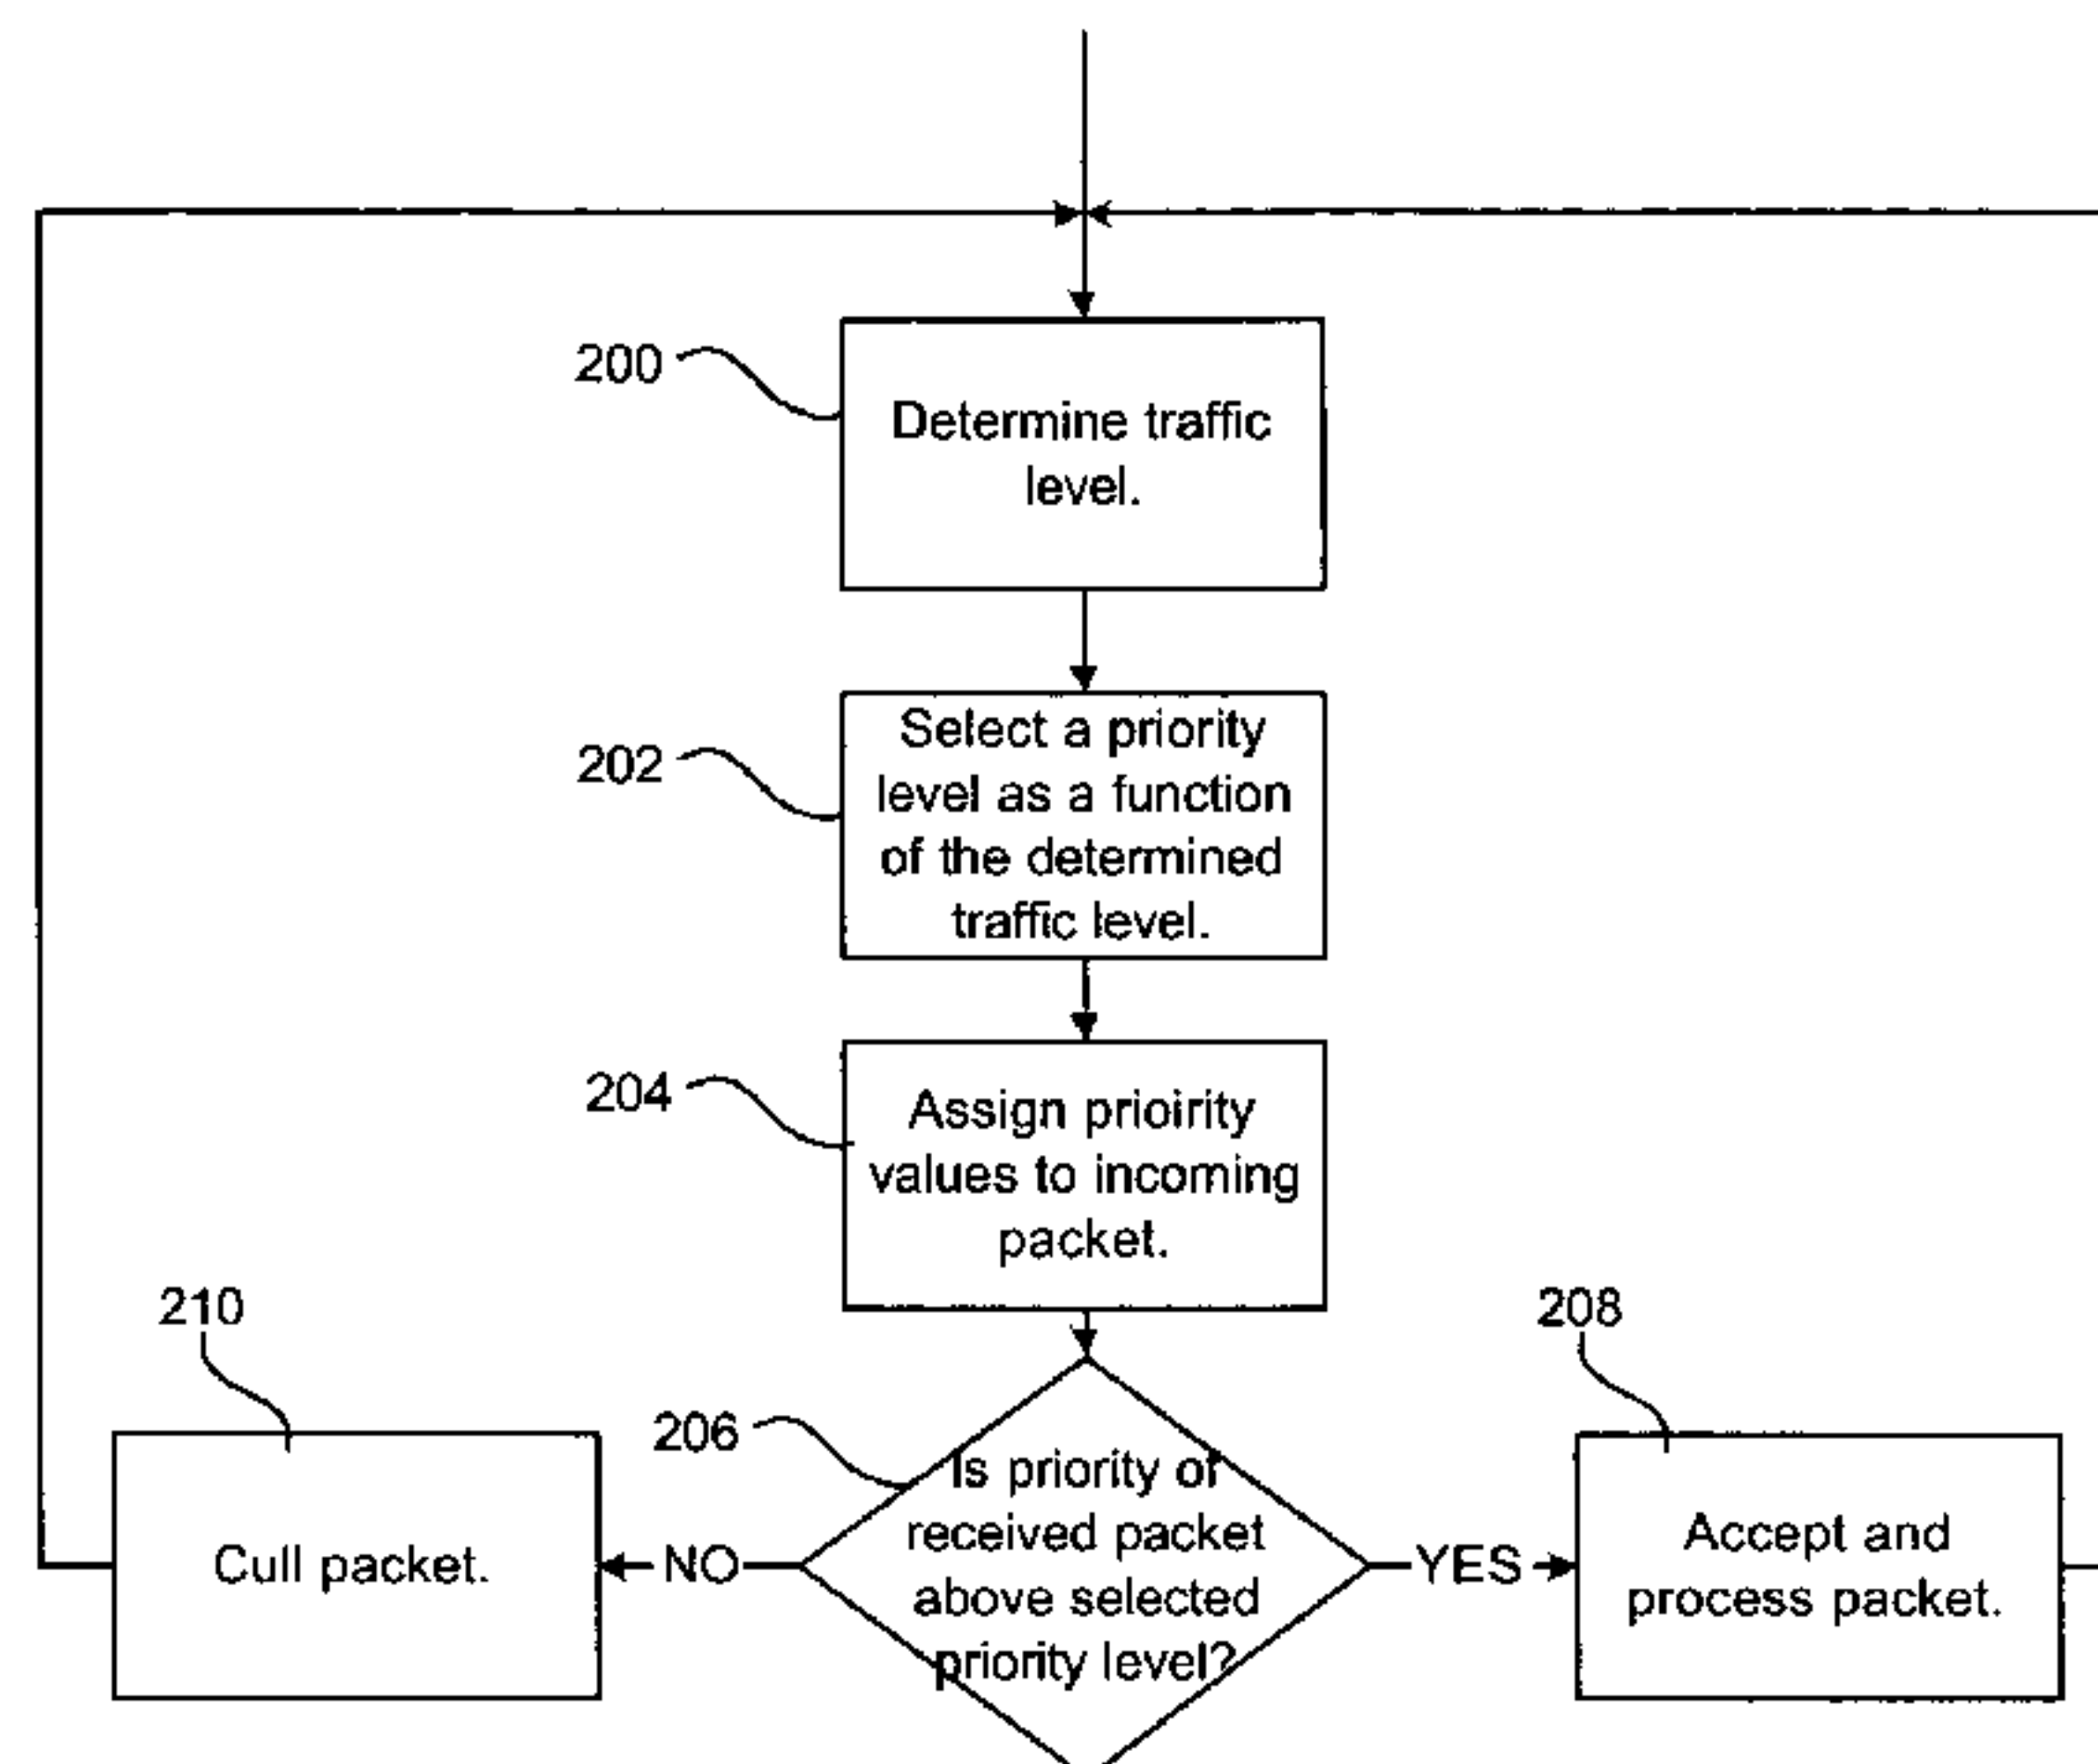 200
Determine traffic
level.
202
Select a priority
level as a function
of the determined
traffic level.
204
Assign prioirity
values to incoming
packet.
210
208
206
Is priority of
received packet
above selected
priority level?
NO
YES
Cull packet.
Accept and
process packet.